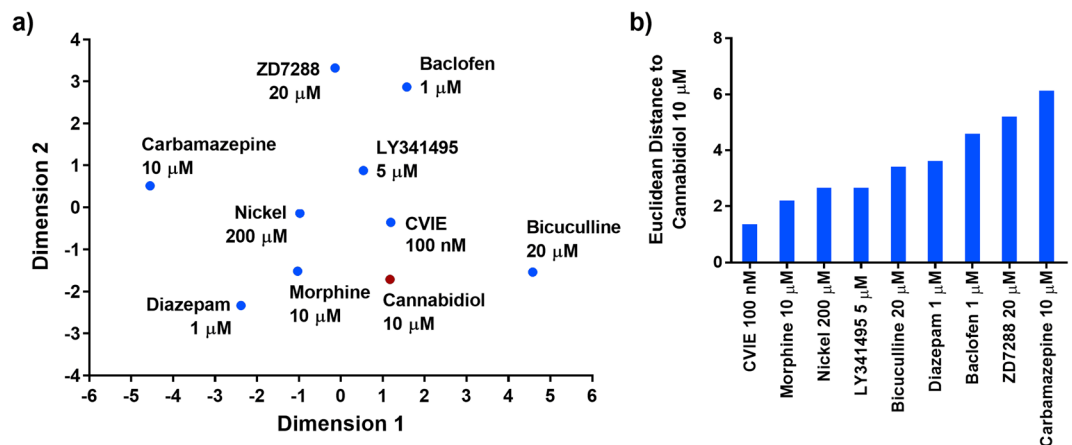 a)
4
3
2
1
0
-1
-2
-3
-4
Dimension 2
-6 -5 -4 -3 -2 -1 0 1 2 3 4 5 6
Dimension 1
ZD7288
20 μM
Baclofen
1 μM
Carbamazepine
10 μM
LY341495
5 μM
Nickel
200 μM
CVIE
100 nM
Bicuculline
20 μM
Diazepam
1 μM
Morphine
10 μM
Cannabidiol
10 μM
b)
Euclidean Distance to
Cannabidiol 10 μM
8
6
4
2
0
CVIE 100 nM
Morphine 10 μM
Nickel 200 μM
LY341495 5 μM
Bicuculline 20 μM
Diazepam 1 μM
Baclofen 1 μM
ZD7288 20 μM
Carbamazepine 10 μM